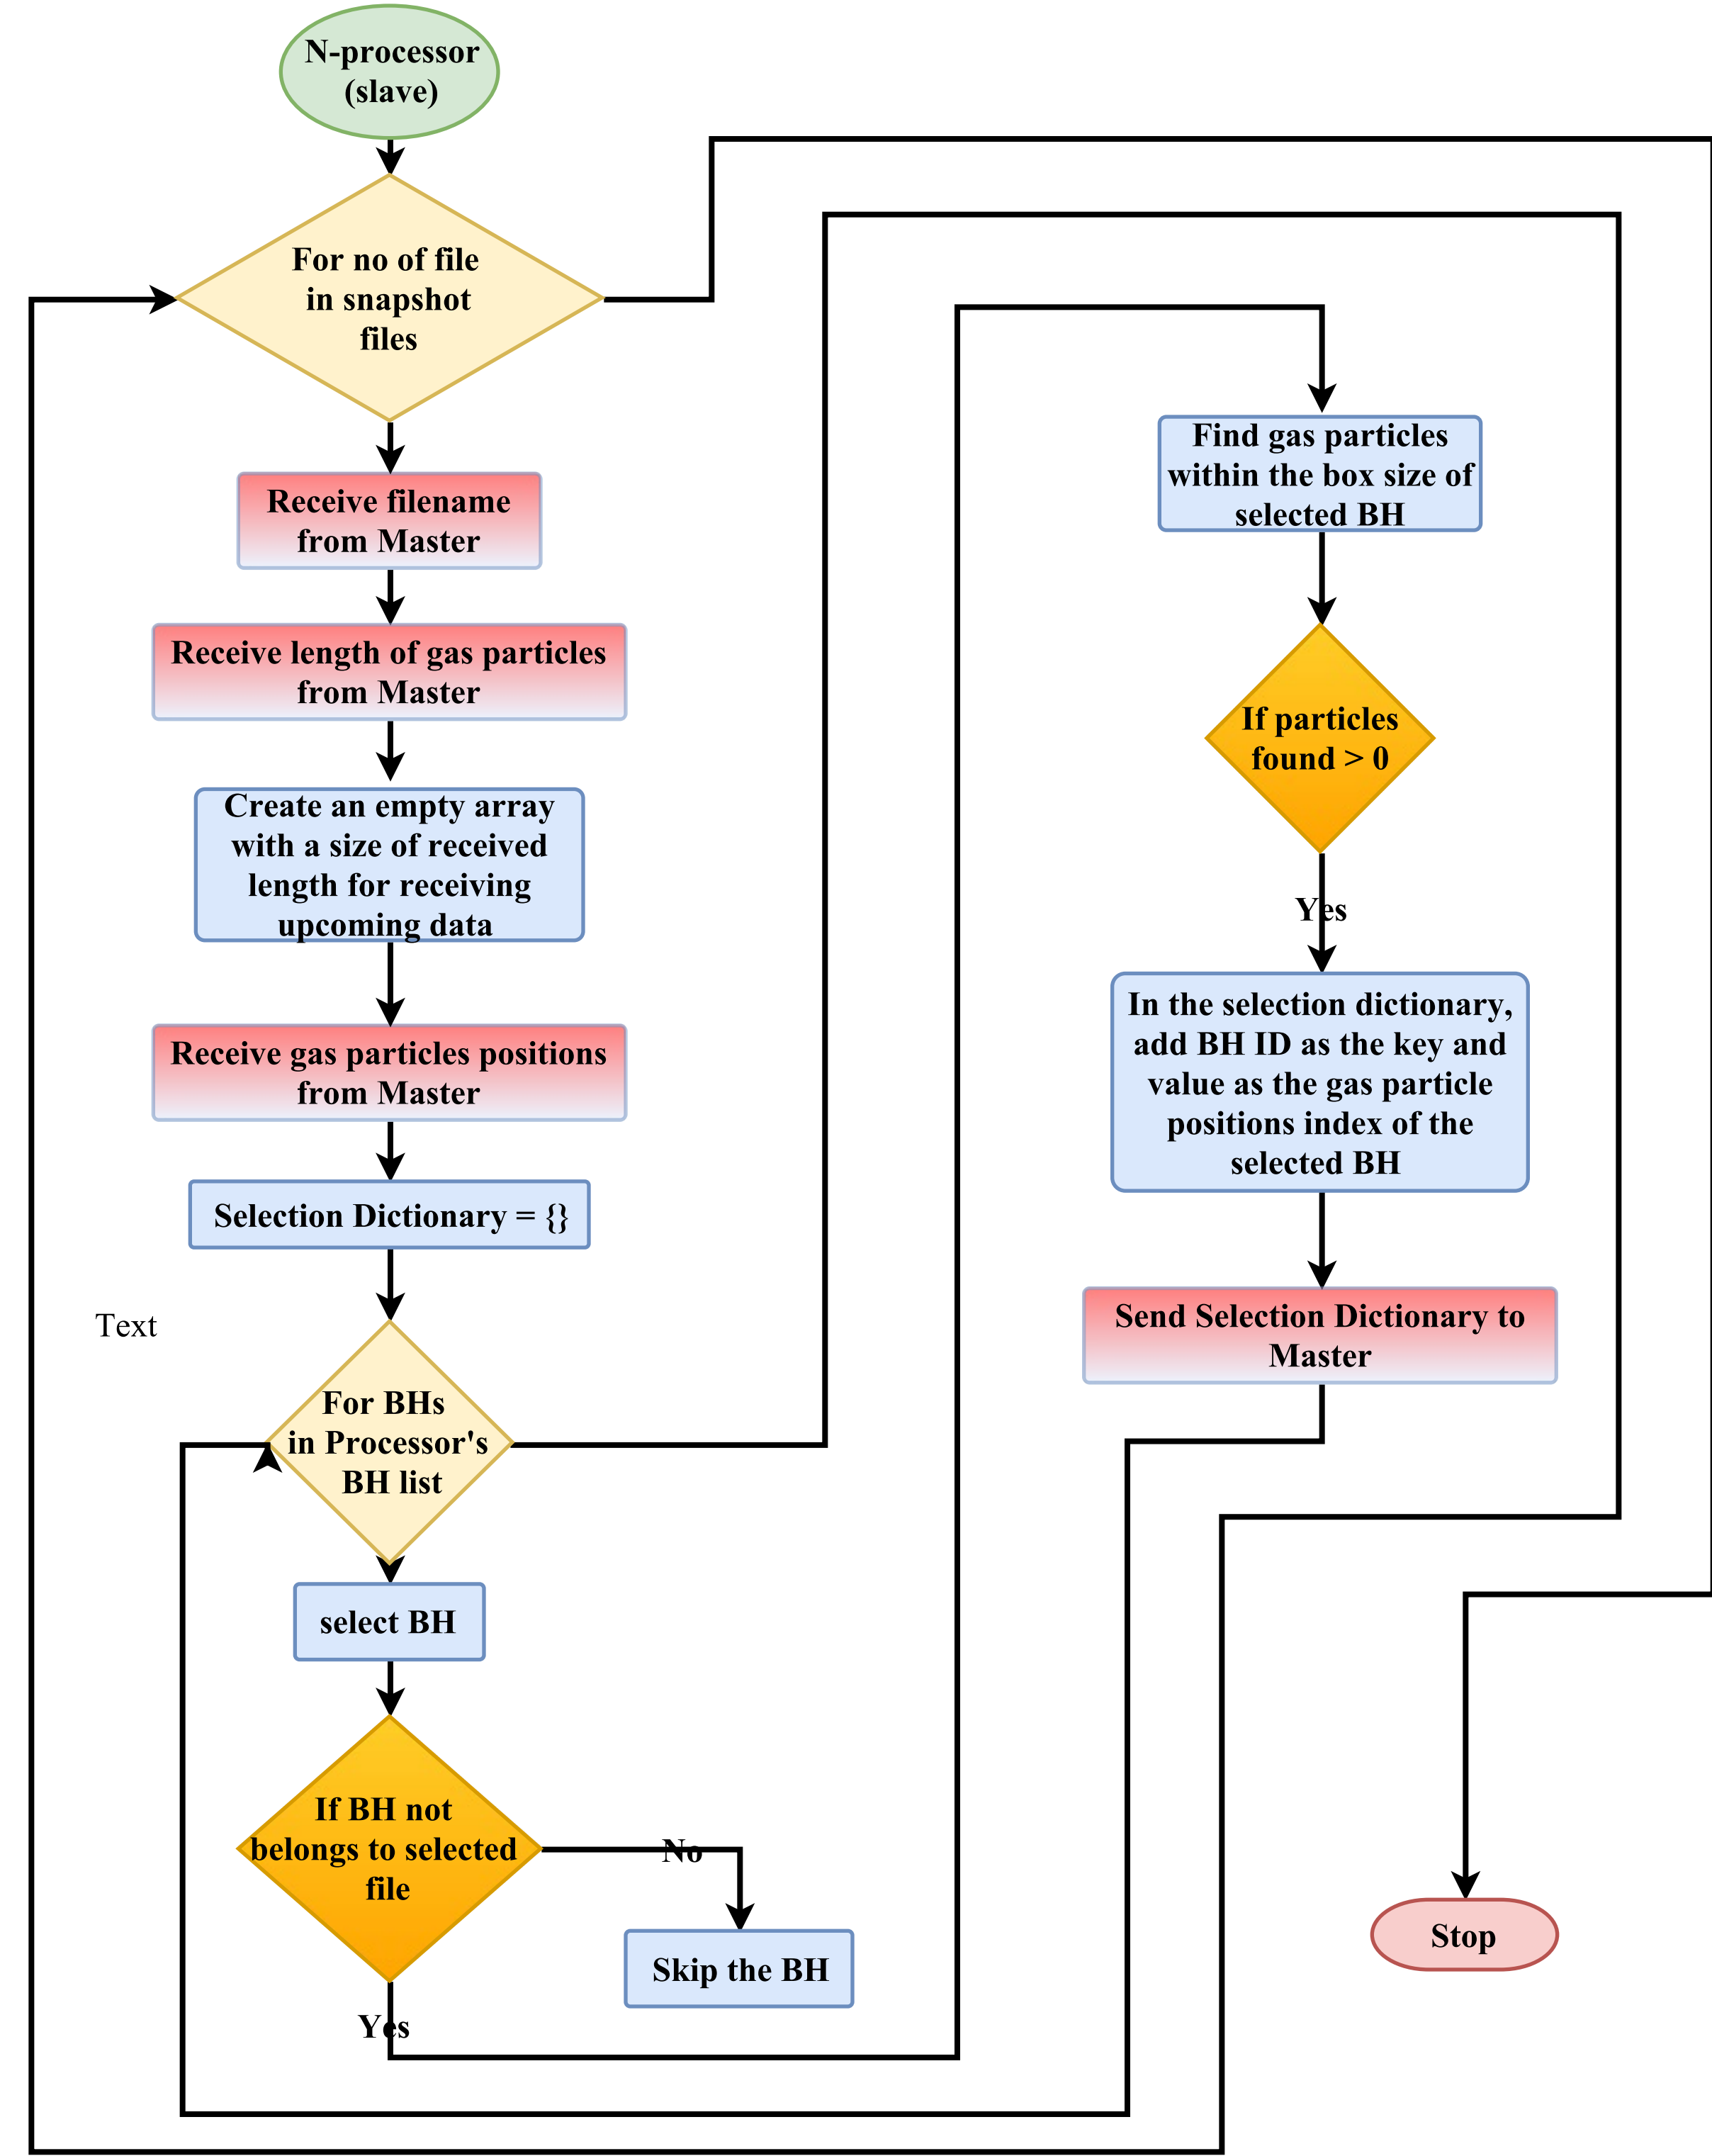 N-processor
(slave)
For no of file
in snapshot
files
Receive filename
from Master
Receive length of gas particles
from Master
Create an empty array
with a size of received
length for receiving
upcoming data
Receive gas particles positions
from Master
Selection Dictionary = {}
Text
For BHs
in Processor's
BH list
select BH
If BH not
belongs to selected
file
No
Skip the BH
Yes
Find gas particles
within the box size of
selected BH
If particles
found > 0
Yes
In the selection dictionary,
add BH ID as the key and
value as the gas particle
positions index of the
selected BH
Send Selection Dictionary to
Master
Stop